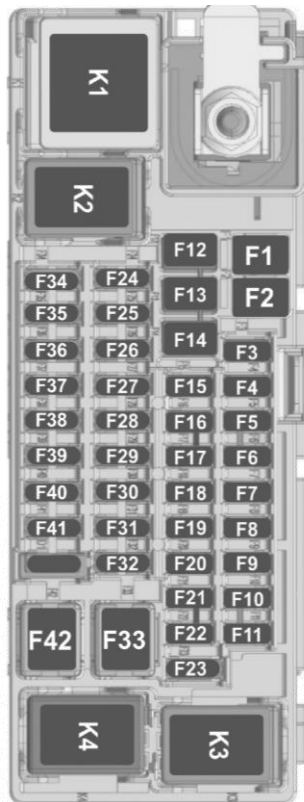 K1
K2
F12 F1
F13 F2
F34 F24
F35 F25
F14 F3
F36 F26
F37 F27 F15 F4
F38 F28 F16 F5
F39 F29 F17 F6
F40 F30 F18 F7
F41 F31 F19 F8
F32 F20 F9
F21 F10
F42 F33 F22 F11
F23
K4 K3